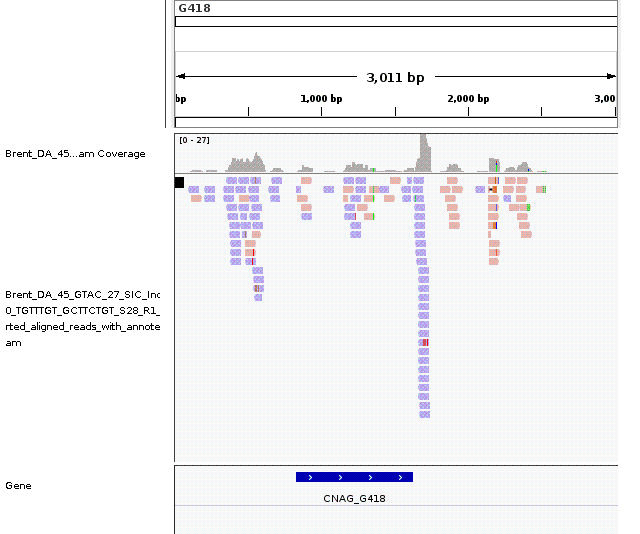 G418
3,011 bp
bp 1,000 bp 2,000 bp 3,00
[0 - 27]
Brent_DA_45...am Coverage
Brent_DA_45_GTAC_27_SIC_Inc
0_TGTTTGT_GCTTCTGT_S28_R1_
rted_aligned_reads_with_annote
am
Gene
CNAG_G418